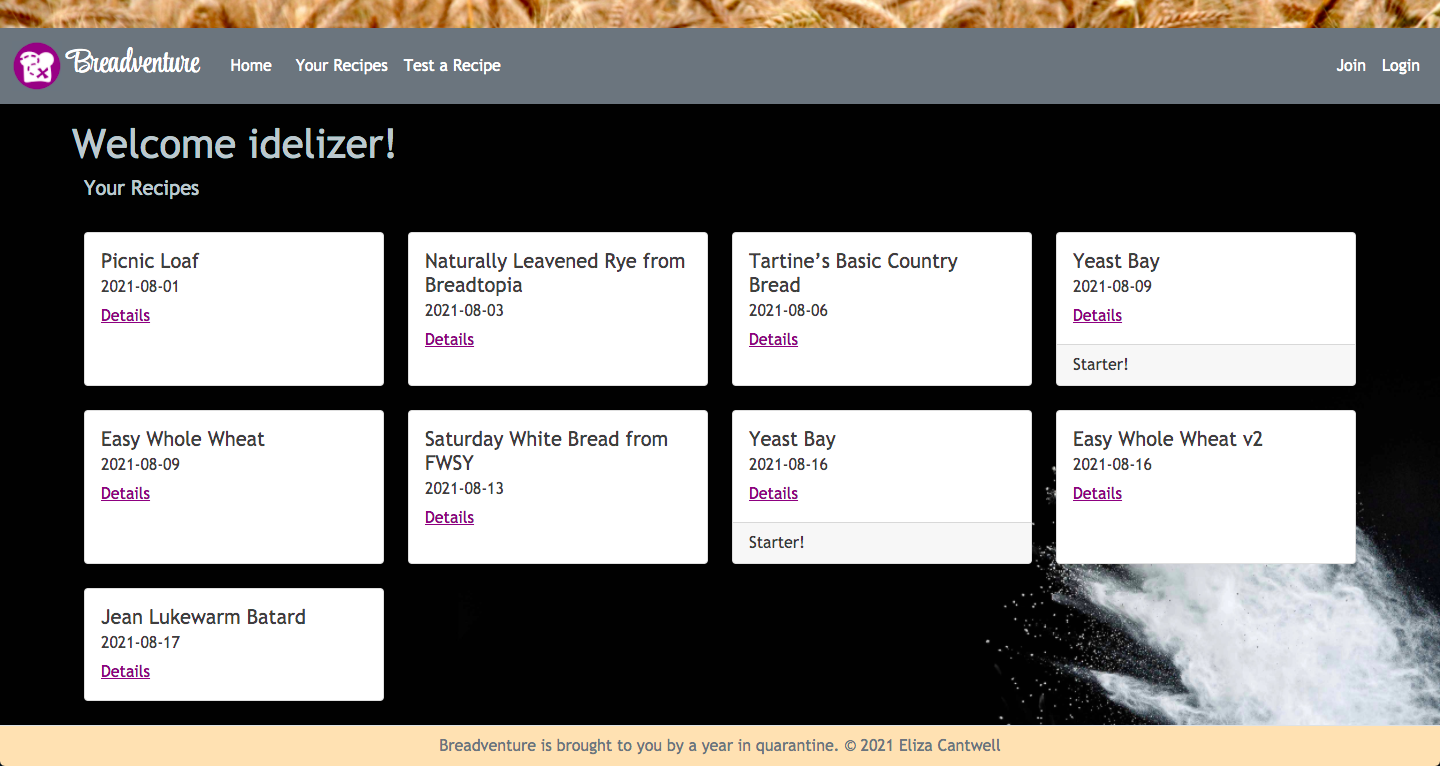 Breadventure Home Your Recipes Test a Recipe Join Login
Welcome idelizer!
Your Recipes
Picnic Loaf
2021-08-01
Details
Naturally Leavened Rye from
Breadtopia
2021-08-03
Details
Tartine’s Basic Country
Bread
2021-08-06
Details
Yeast Bay
2021-08-09
Details
Starter!
Easy Whole Wheat
2021-08-09
Details
Saturday White Bread from
FWSY
2021-08-13
Details
Yeast Bay
2021-08-16
Details
Starter!
Easy Whole Wheat v2
2021-08-16
Details
Jean Lukewarm Batard
2021-08-17
Details
Breadventure is brought to you by a year in quarantine. © 2021 Eliza Cantwell